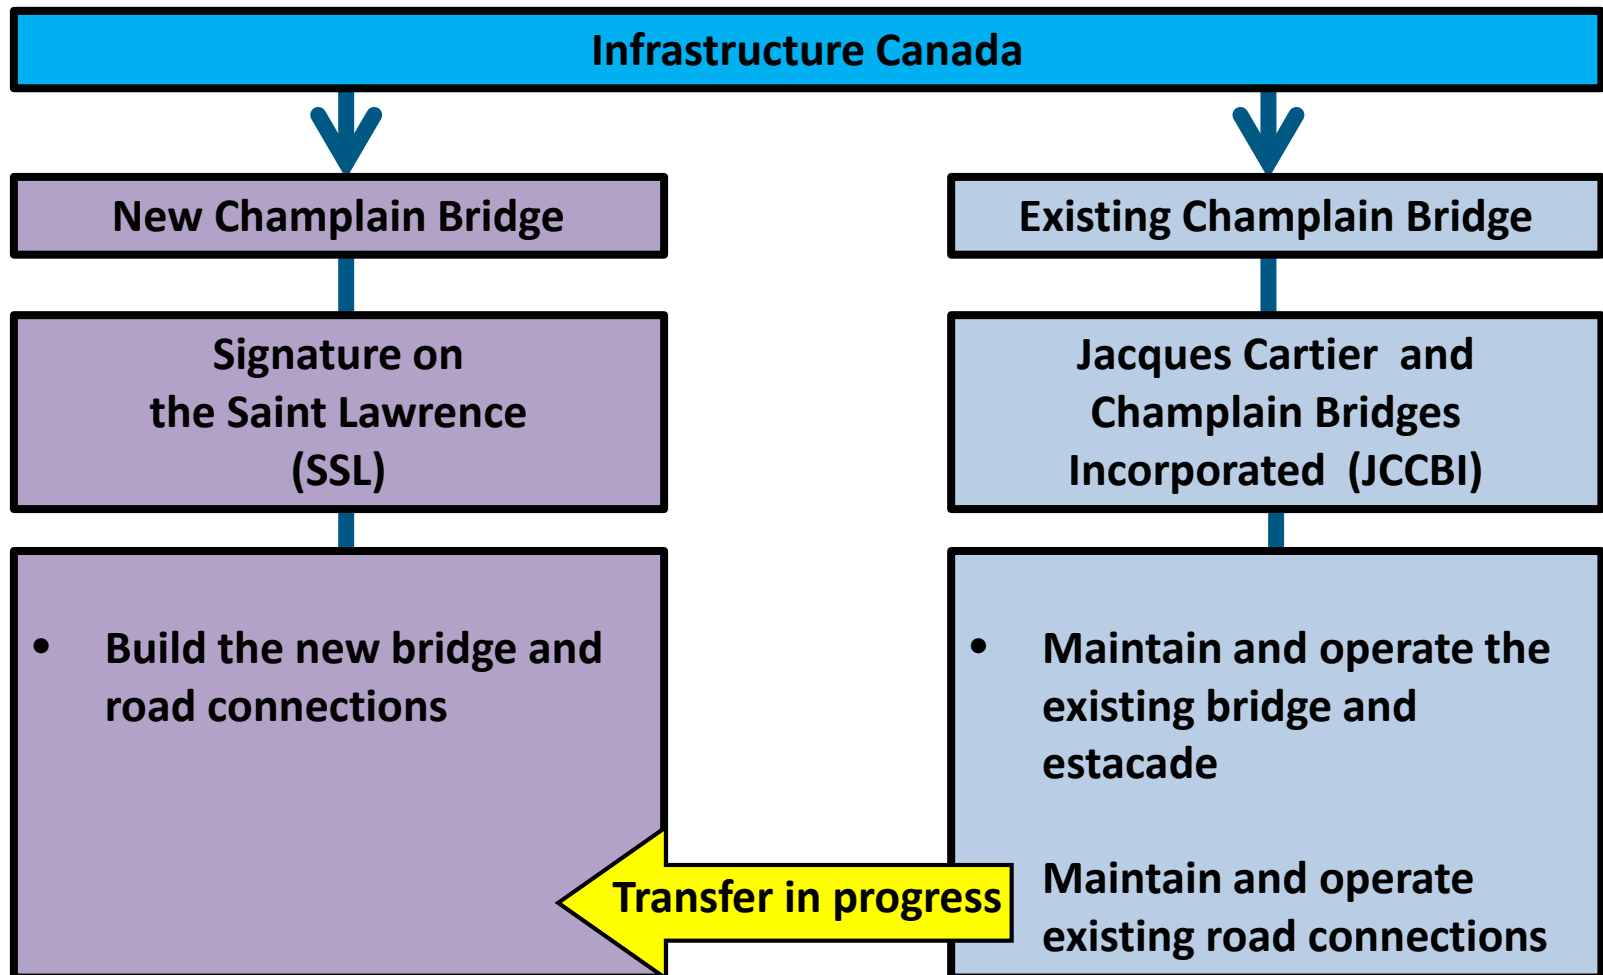 Infrastructure Canada
New Champlain Bridge
Existing Champlain Bridge
Signature on
the Saint Lawrence
(SSL)
Jacques Cartier  and
Champlain Bridges
Incorporated  (JCCBI)
• Build the new bridge and
road connections
• Maintain and operate the
existing bridge and
estacade
Transfer in progress
Maintain and operate
existing road connections